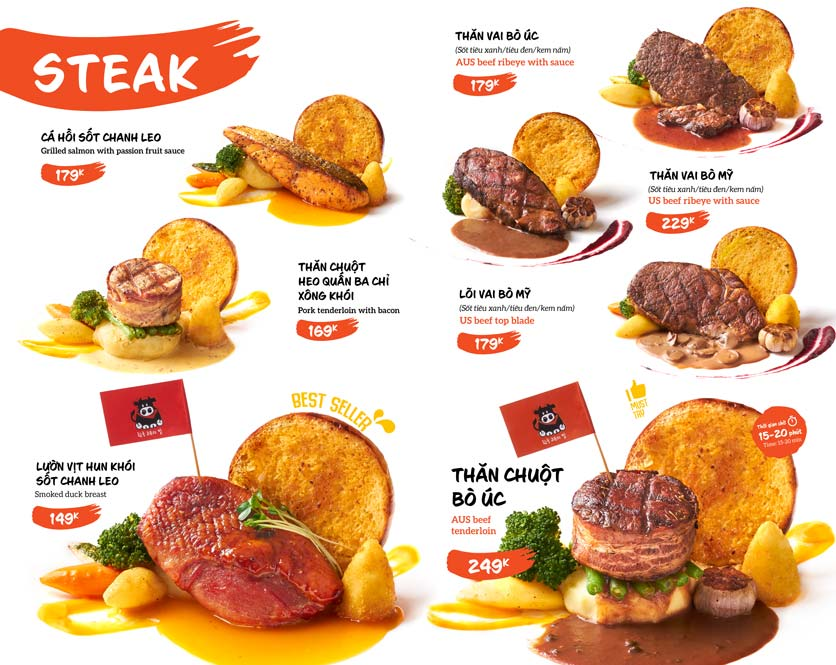 STEAK
CÁ HỒI SỐT CHANH LEO
Grilled salmon with passion fruit sauce
179K
THĂN CHUỘT
HEO QUẤN BA CHỈ
XÔNG KHÓI
Pork tenderloin with bacon
169K
BEST SELLER
LƯỜN VỊT HUN KHÓI
SỐT CHANH LEO
Smoked duck breast
149K
THĂN VAI BÒ ÚC
(Sốt tiêu xanh/tiêu đen/kem nấm)
AUS beef ribeye with sauce
179K
THĂN VAI BÒ MỸ
(Sốt tiêu xanh/tiêu đen/kem nấm)
US beef ribeye with sauce
229K
LÕI VAI BÒ MỸ
(Sốt tiêu xanh/tiêu đen/kem nấm)
US beef top blade
179K
MUST
TRY
Thời gian chờ
15-20 phút
Time: 15-20 min
THĂN CHUỘT
BÒ ÚC
AUS beef
tenderloin
249K